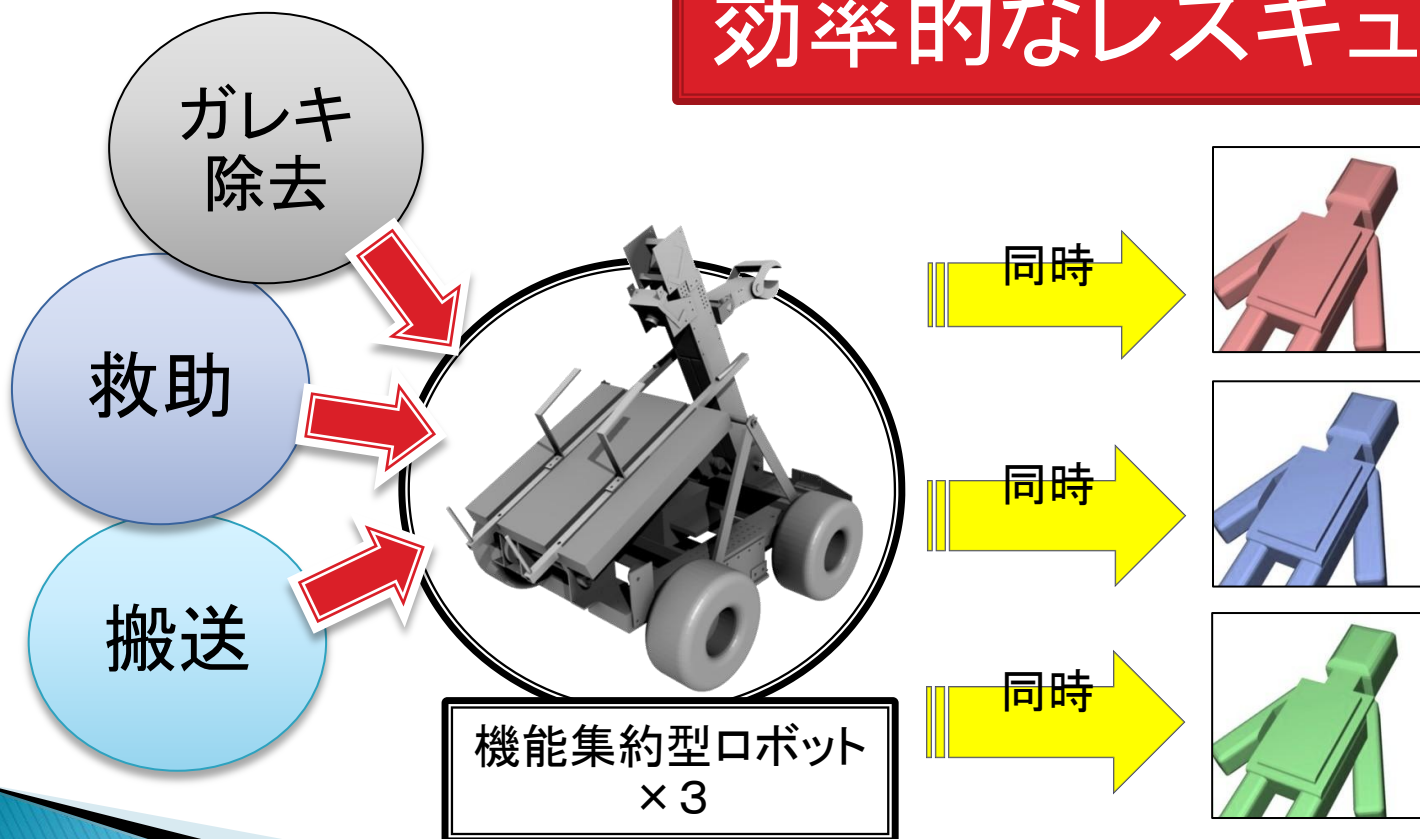 効率的なレスキュ
ガレキ
除去
救助
搬送
同時
同時
同時
機能集約型ロボット
×3